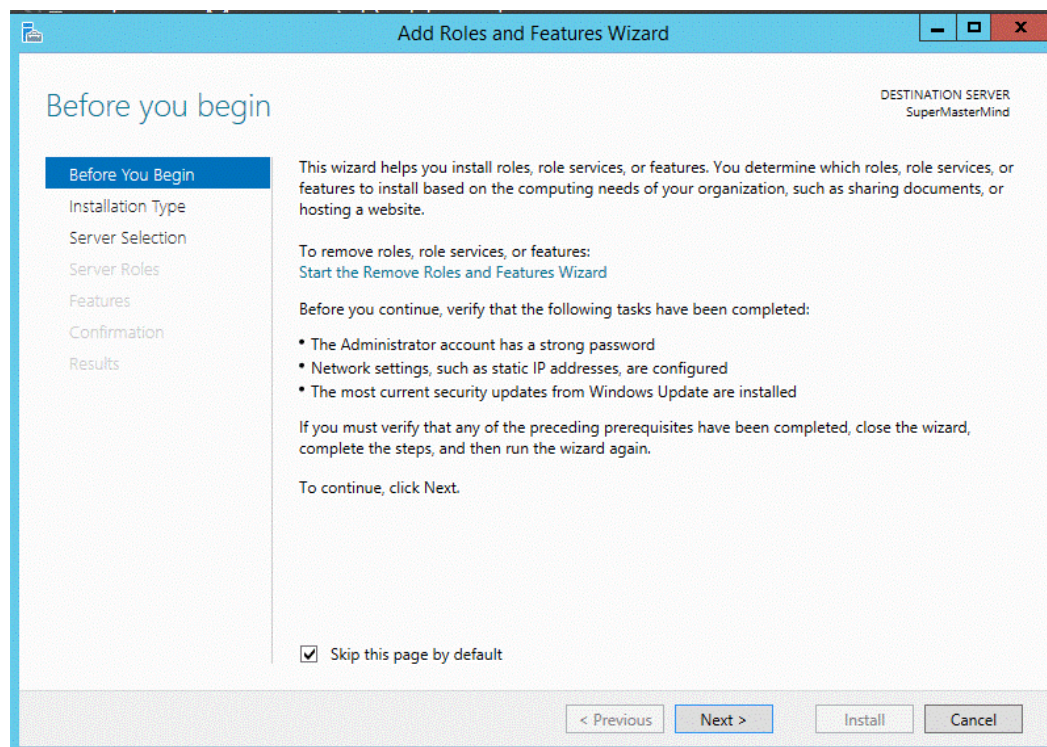 Add Roles and Features Wizard
Before you begin
DESTINATION SERVER
SuperMasterMind
Before You Begin
Installation Type
Server Selection
Server Roles
Features
Confirmation
Results
This wizard helps you install roles, role services, or features. You determine which roles, role services, or
features to install based on the computing needs of your organization, such as sharing documents, or
hosting a website.
To remove roles, role services, or features:
Start the Remove Roles and Features Wizard
Before you continue, verify that the following tasks have been completed:
• The Administrator account has a strong password
• Network settings, such as static IP addresses, are configured
• The most current security updates from Windows Update are installed
If you must verify that any of the preceding prerequisites have been completed, close the wizard,
complete the steps, and then run the wizard again.
To continue, click Next.
Skip this page by default
< Previous
Next >
Install
Cancel